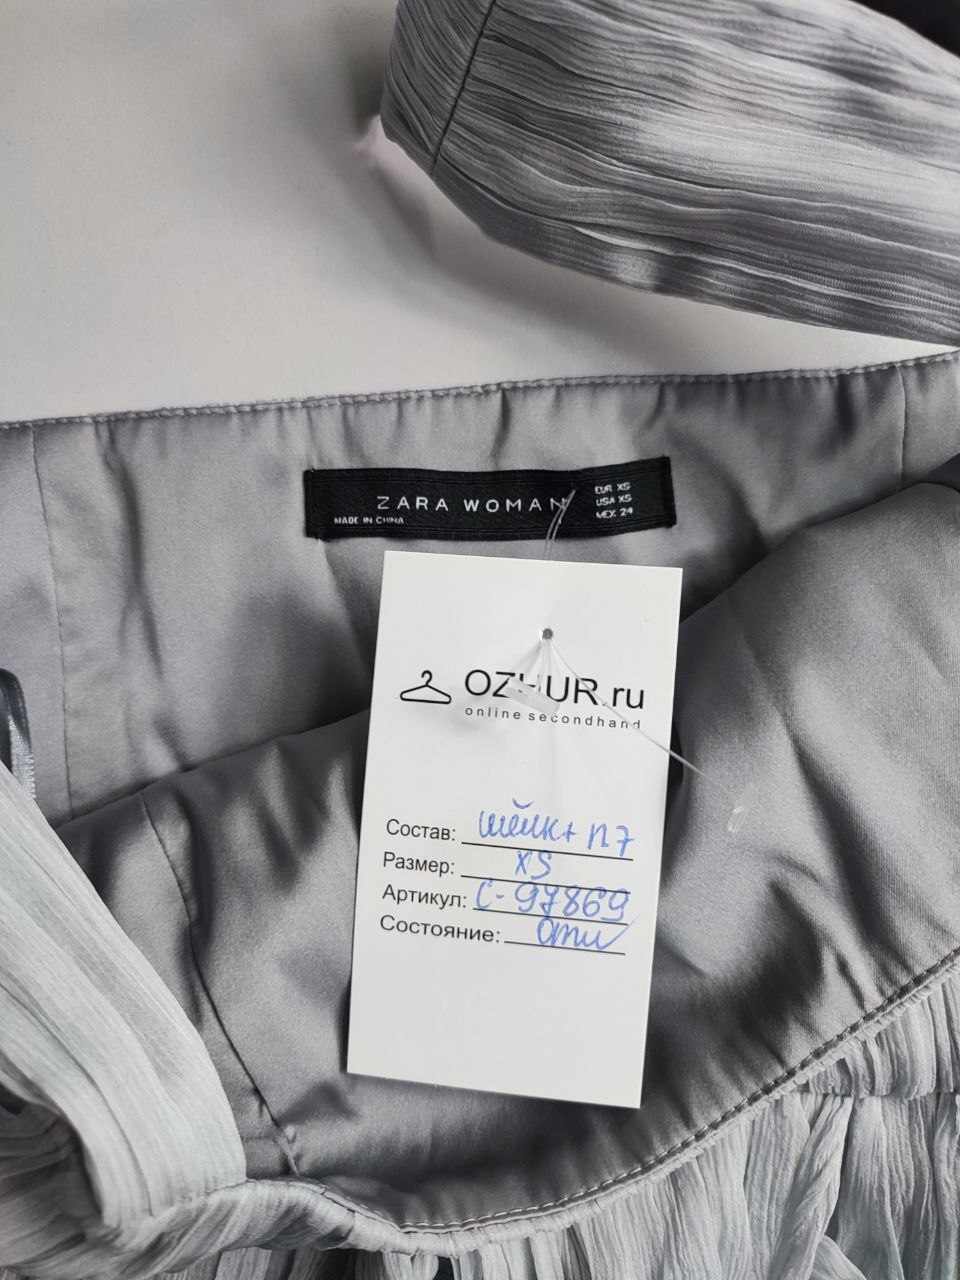 ZARA WOMAN
MADE IN CHINA
EUR XS
USA XS
MEX 24
OZHUR.ru
online secondhand
Состав: шёлк+ П7
Размер: XS
Артикул: С-97869
Состояние: отл